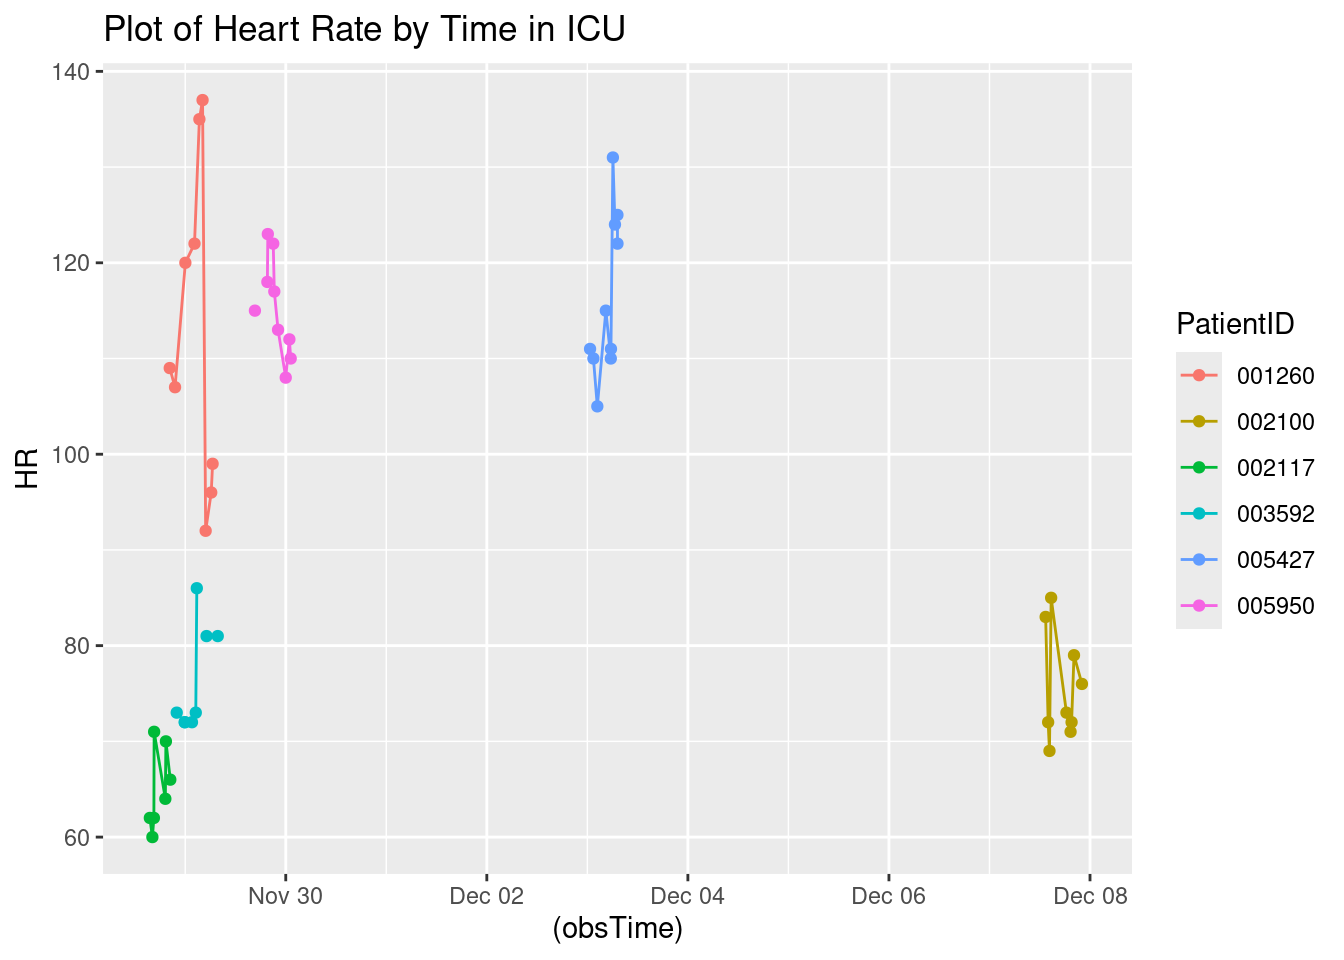 Plot of Heart Rate by Time in ICU
140
120
100
80
60
HR
Nov 30
Dec 02
Dec 04
Dec 06
Dec 08
(obsTime)
PatientID
001260
002100
002117
003592
005427
005950